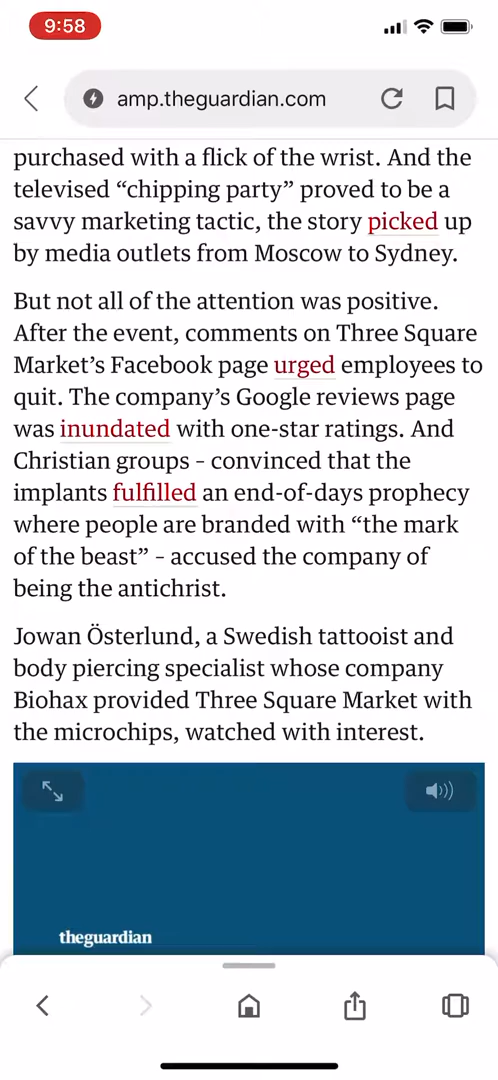 9:58
amp.theguardian.com
purchased with a flick of the wrist. And the
televised “chipping party” proved to be a
savvy marketing tactic, the story picked up
by media outlets from Moscow to Sydney.
But not all of the attention was positive.
After the event, comments on Three Square
Market’s Facebook page urged employees to
quit. The company’s Google reviews page
was inundated with one-star ratings. And
Christian groups – convinced that the
implants fulfilled an end-of-days prophecy
where people are branded with “the mark
of the beast” – accused the company of
being the antichrist.
Jowan Österlund, a Swedish tattooist and
body piercing specialist whose company
Biohax provided Three Square Market with
the microchips, watched with interest.
theguardian